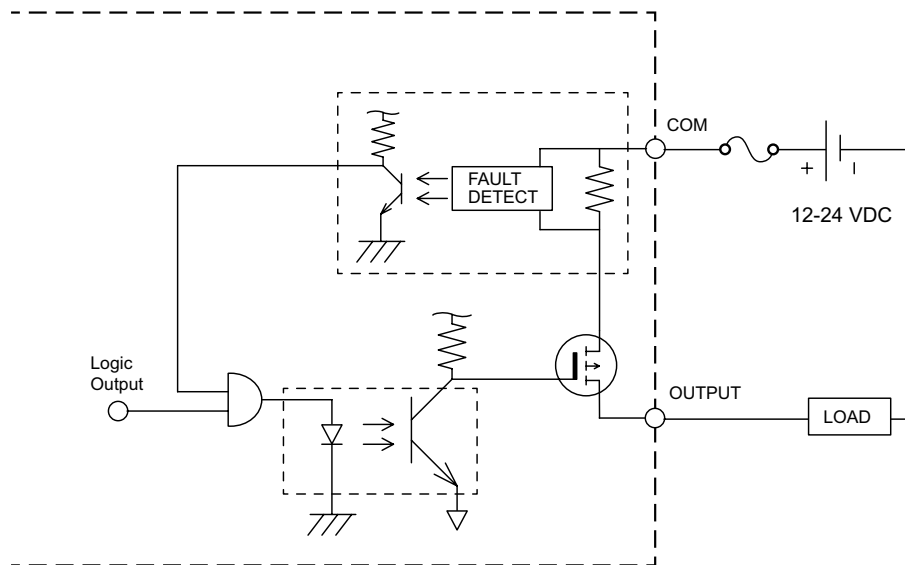 COM
FAULT
DETECT
+
12-24 VDC
Logic
Output
OUTPUT
LOAD